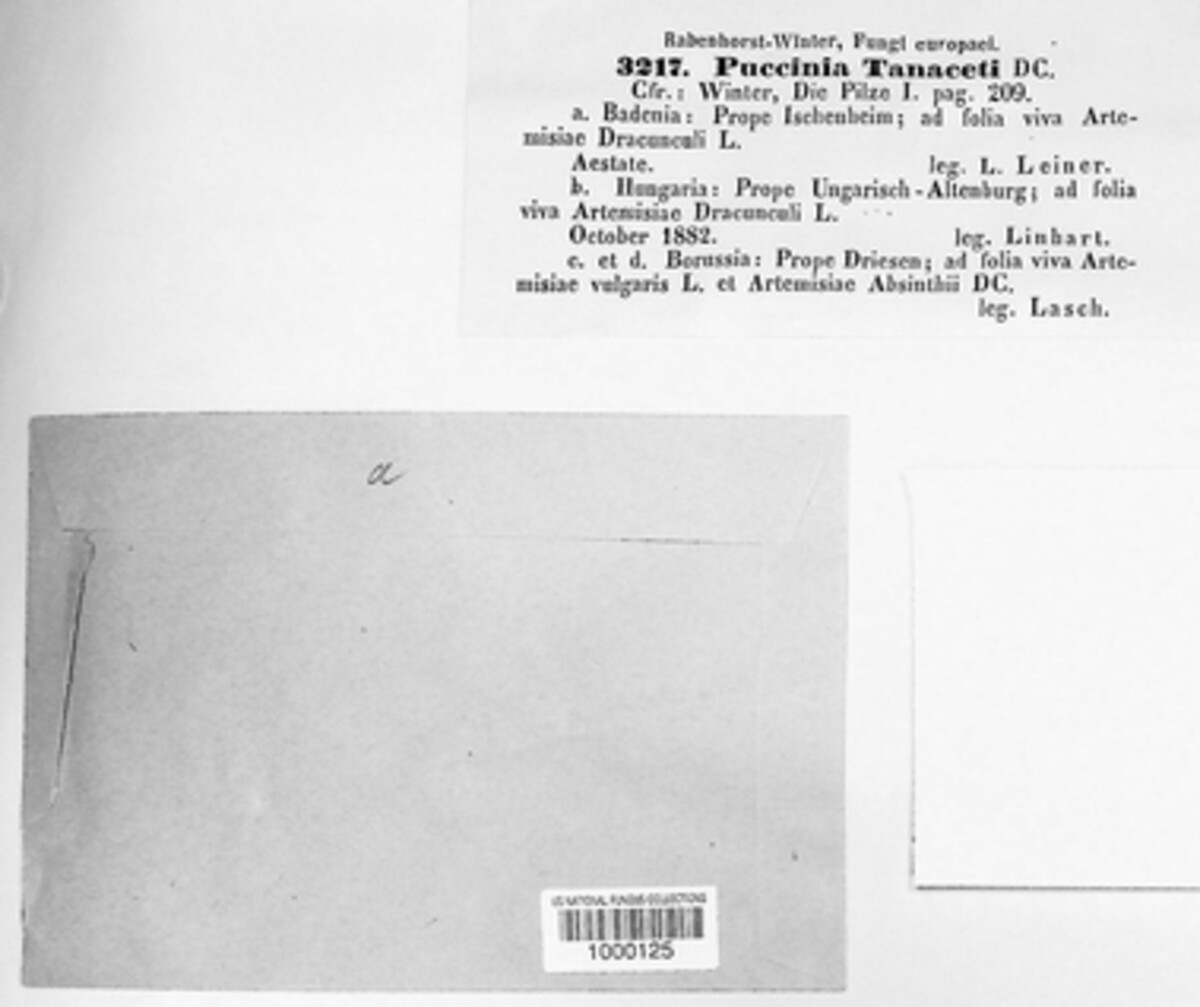 Rabenhorst-Winter, Fungi europaei.
3217. Puccinia Tanaceti DC.
Cfr.: Winter, Die Pilze I. pag. 209.
a. Badenia: Prope Ischenheim; ad folia viva Arte-
misiae Dracunculi L.
Aestate. leg. L. Leiner.
b. Hungaria: Prope Ungarisch-Altenburg; ad folia
viva Artemisiae Dracunculi L.
October 1882. leg. Linhart.
c. et d. Borussia: Prope Driesen; ad folia viva Arte-
misiae vulgaris L. et Artemisiae Absinthii DC.
leg. Lasch.
a
US NATIONAL FUNGUS COLLECTIONS
1000125